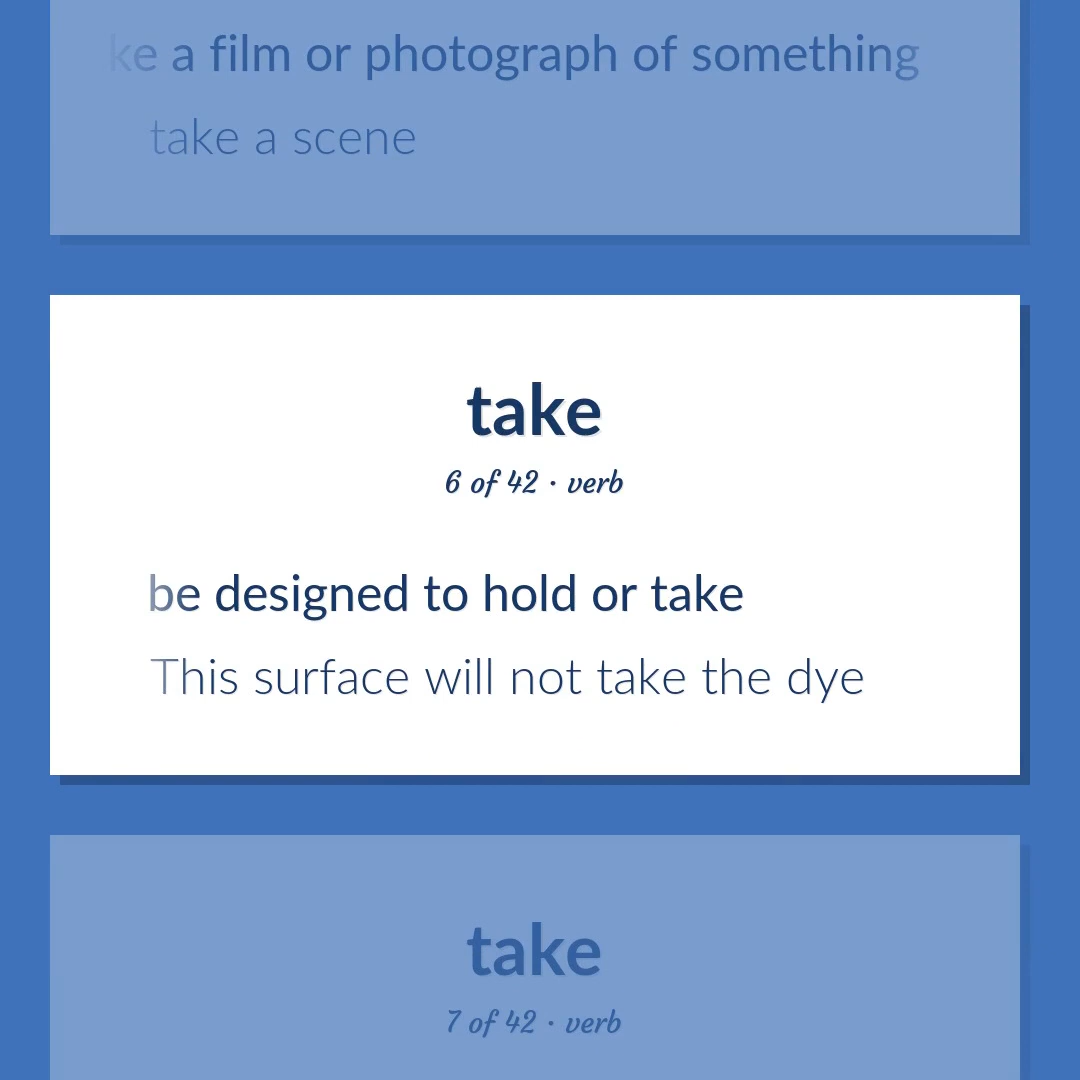 ke a film or photograph of something
take a scene
take
6 of 42 · verb
be designed to hold or take
This surface will not take the dye
take
7 of 42 · verb